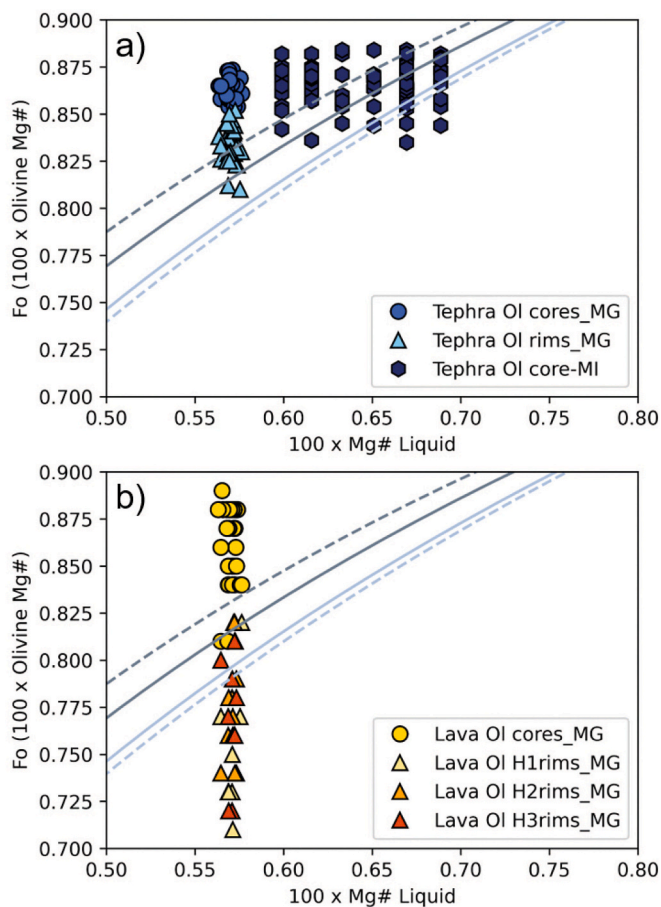 a)
0.900
0.875
0.850
0.825
0.800
0.775
0.750
0.725
0.700
Fo (100 x Olivine Mg#)
Tephra Ol cores_MG
Tephra Ol rims_MG
Tephra Ol core-MI
0.50 0.55 0.60 0.65 0.70 0.75 0.80
100 x Mg# Liquid
b)
0.900
0.875
0.850
0.825
0.800
0.775
0.750
0.725
0.700
Fo (100 x Olivine Mg#)
Lava Ol cores_MG
Lava Ol H1rims_MG
Lava Ol H2rims_MG
Lava Ol H3rims_MG
0.50 0.55 0.60 0.65 0.70 0.75 0.80
100 x Mg# Liquid